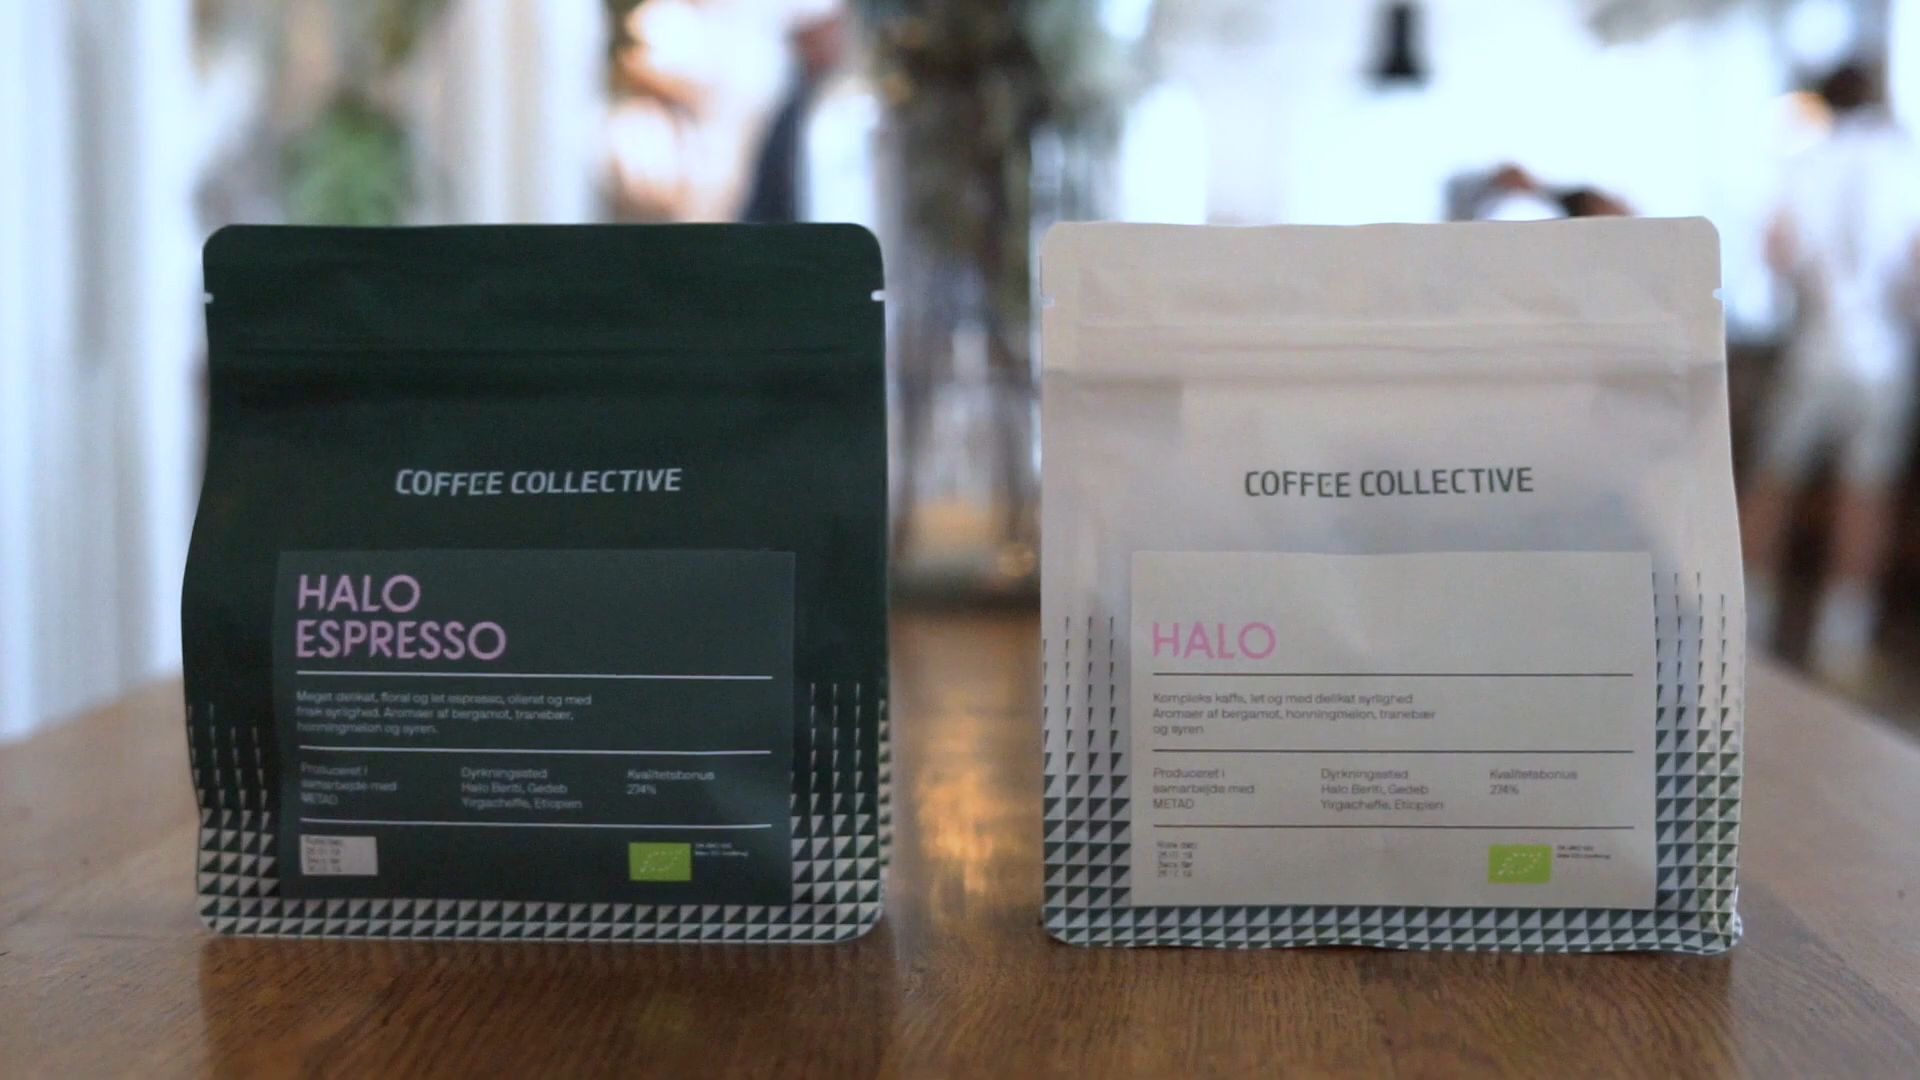 COFFEE COLLECTIVE
HALO
ESPRESSO
Meget delikat, floral og let espresso, olieret og med
frisk syrlighed. Aromaer af bergamot, tranebær,
honningmelon og syren.
Produceret i
samarbejde med
METAD
Dyrkningssted
Halo Beriti, Gedeb
Yirgacheffe, Etiopien
Kvalitetsbonus
274%
COFFEE COLLECTIVE
HALO
Kompleks kaffe, let og med delikat syrlighed
Aromaer af bergamot, honningmelon, tranebær
og syren
Produceret i
samarbejde med
METAD
Dyrkningssted
Halo Beriti, Gedeb
Yirgacheffe, Etiopien
Kvalitetsbonus
274%